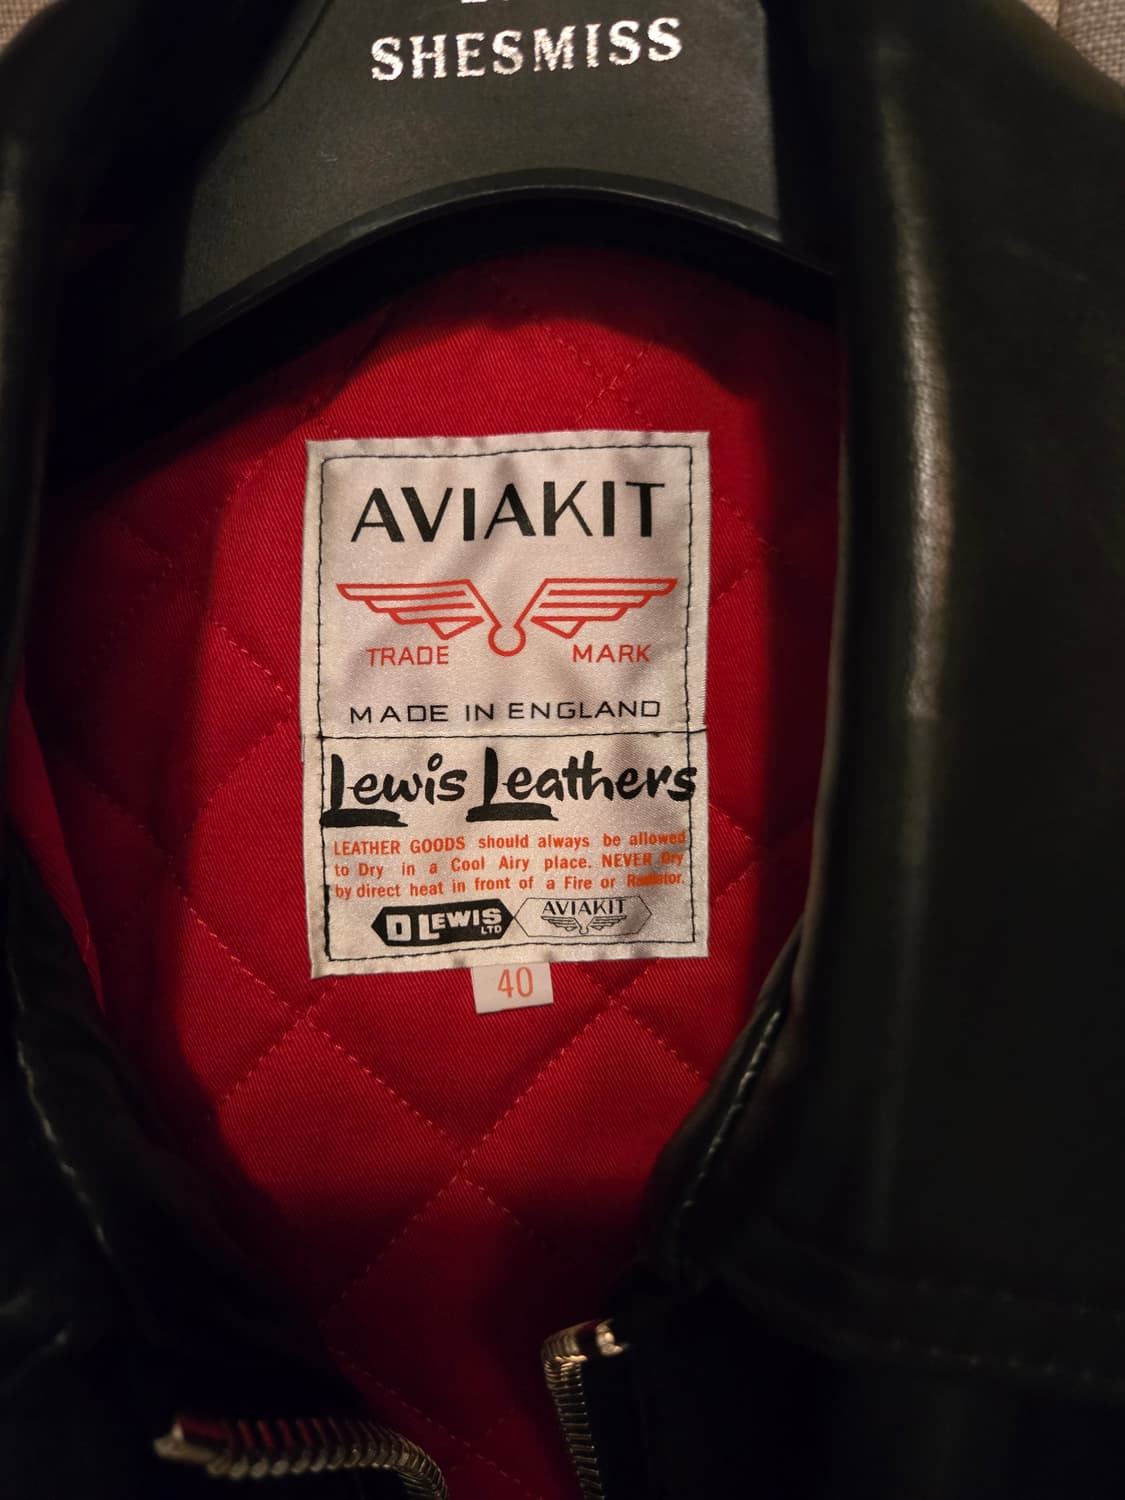 SHESMISS
AVIAKIT
TRADE MARK
MADE IN ENGLAND
Lewis Leathers
LEATHER GOODS should always be allowed
to Dry in a Cool Airy place. NEVER Dry
by direct heat in front of a Fire or Radiator.
D LEWIS LTD AVIAKIT
40